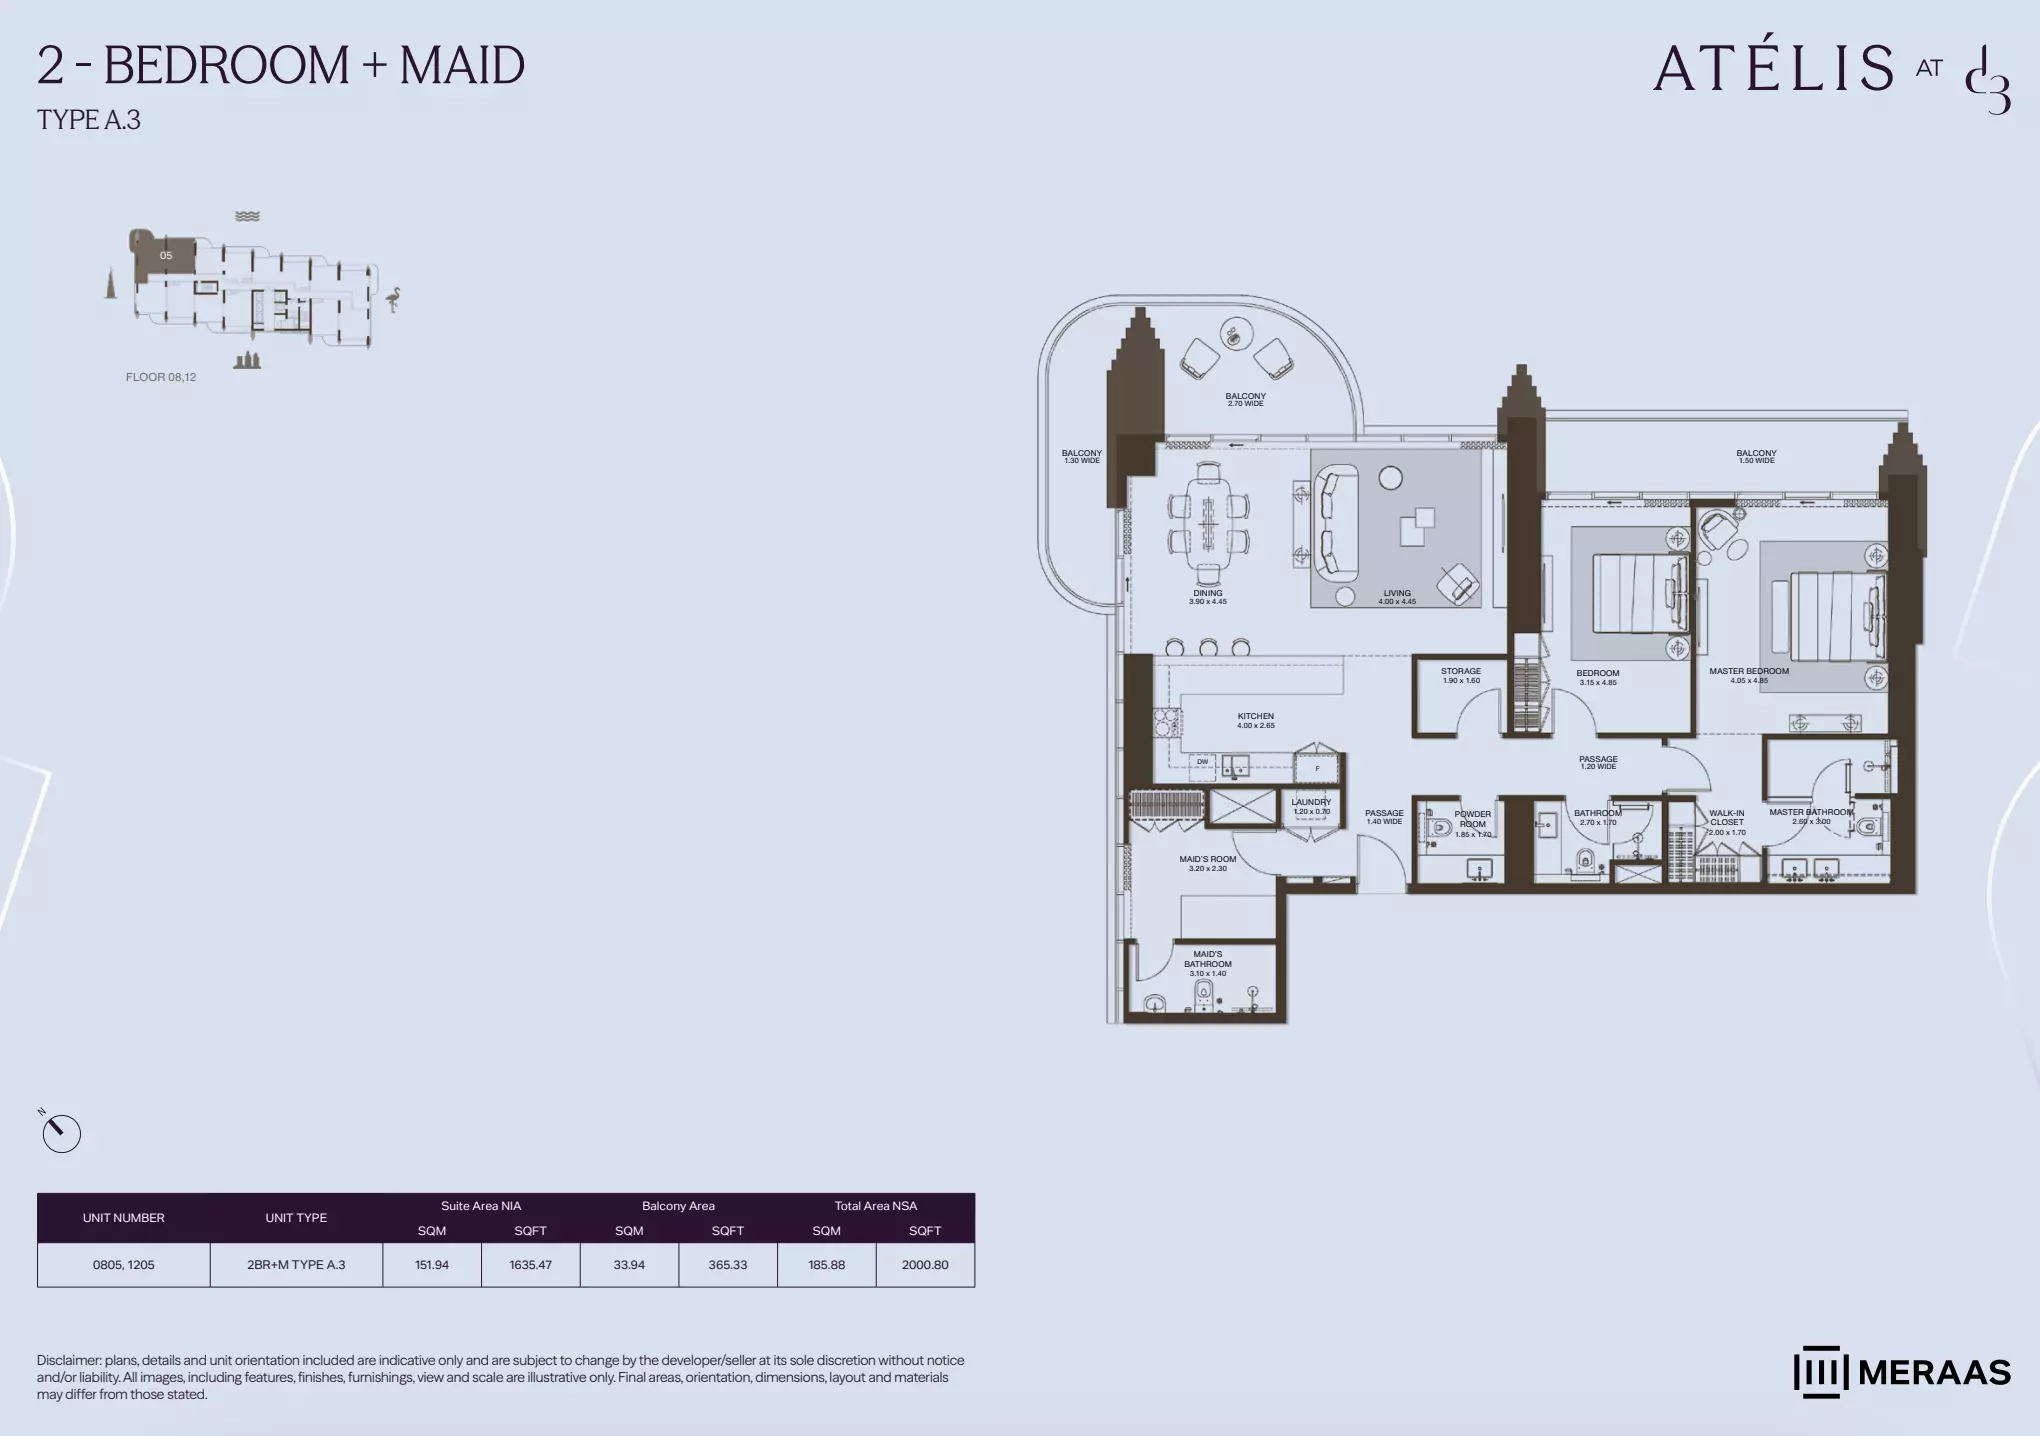 2 - BEDROOM + MAID
TYPE A.3
ATÉLIS AT d3
05
FLOOR 08,12
BALCONY
2.70 WIDE
BALCONY
1.30 WIDE
BALCONY
1.50 WIDE
DINING
3.90 x 4.45
LIVING
4.00 x 4.45
STORAGE
1.90 x 1.60
BEDROOM
3.15 x 4.85
MASTER BEDROOM
4.05 x 4.85
KITCHEN
4.00 x 2.65
DW
F
PASSAGE
1.20 WIDE
LAUNDRY
1.20 x 0.70
PASSAGE
1.40 WIDE
POWDER
ROOM
1.85 x 1.70
BATHROOM
2.70 x 1.70
WALK-IN
CLOSET
2.00 x 1.70
MASTER BATHROOM
2.60 x 3.00
MAID'S ROOM
3.20 x 2.30
MAID'S
BATHROOM
3.10 x 1.40
N
UNIT NUMBER UNIT TYPE Suite Area NIA Balcony Area Total Area NSA
SQM SQFT SQM SQFT SQM SQFT
0805, 1205 2BR+M TYPE A.3 151.94 1635.47 33.94 365.33 185.88 2000.80
Disclaimer: plans, details and unit orientation included are indicative only and are subject to change by the developer/seller at its sole discretion without notice
and/or liability. All images, including features, finishes, furnishings, view and scale are illustrative only. Final areas, orientation, dimensions, layout and materials
may differ from those stated.
MERAAS